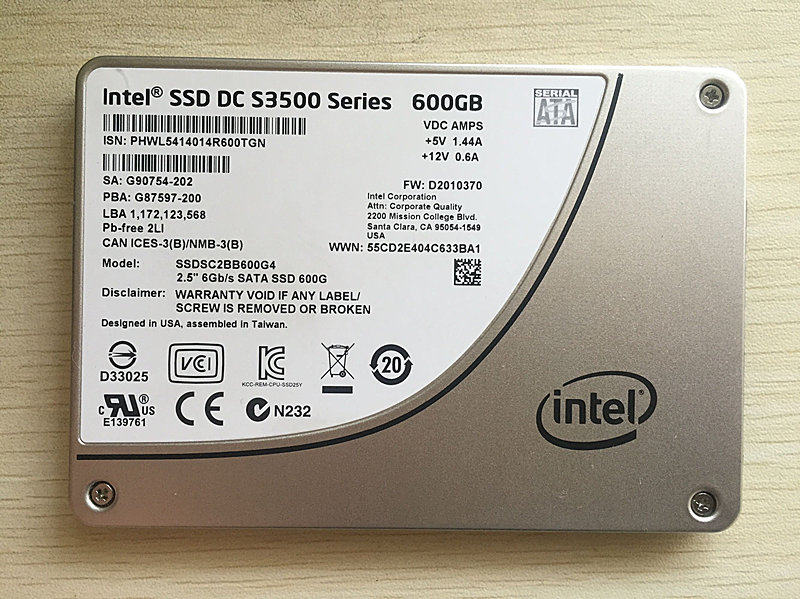 Intel® SSD DC S3500 Series 600GB
SERIAL
ATA
VDC AMPS
ISN: PHWL5414014R600TGN
+5V 1.44A
+12V 0.6A
SA: G90754-202
FW: D2010370
PBA: G87597-200
Intel Corporation
Attn: Corporate Quality
LBA 1,172,123,568
2200 Mission College Blvd.
Pb-free 2LI
Santa Clara, CA 95054-1549
USA
CAN ICES-3(B)/NMB-3(B)
WWN: 55CD2E404C633BA1
Model: SSDSC2BB600G4
2.5" 6Gb/s SATA SSD 600G
Disclaimer: WARRANTY VOID IF ANY LABEL/
SCREW IS REMOVED OR BROKEN
Designed in USA, assembled in Taiwan.
D33025
VCI
KCC-REM-CPU-SSD25Y
20
c RU® US
E139761
CE
N232
intel®